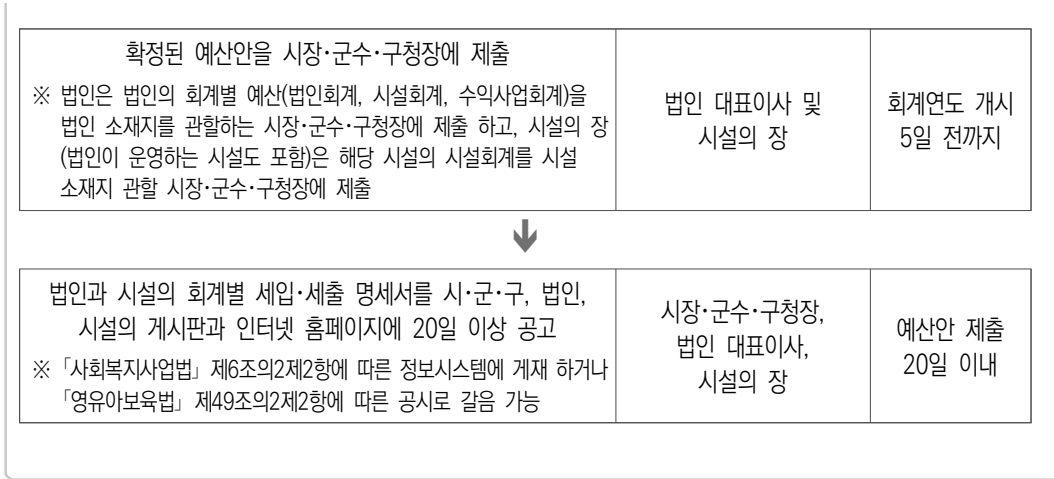 확정된 예산안을 시장·군수·구청장에 제출
※ 법인은 법인의 회계별 예산(법인회계, 시설회계, 수익사업회계)을
법인 소재지를 관할하는 시장·군수·구청장에 제출 하고, 시설의 장
(법인이 운영하는 시설도 포함)은 해당 시설의 시설회계를 시설
소재지 관할 시장·군수·구청장에 제출
법인 대표이사 및
시설의 장
회계연도 개시
5일 전까지
법인과 시설의 회계별 세입·세출 명세서를 시·군·구, 법인,
시설의 게시판과 인터넷 홈페이지에 20일 이상 공고
※「사회복지사업법」제6조의2제2항에 따른 정보시스템에 게재 하거나
「영유아보육법」제49조의2제2항에 따른 공시로 갈음 가능
시장·군수·구청장,
법인 대표이사,
시설의 장
예산안 제출
20일 이내